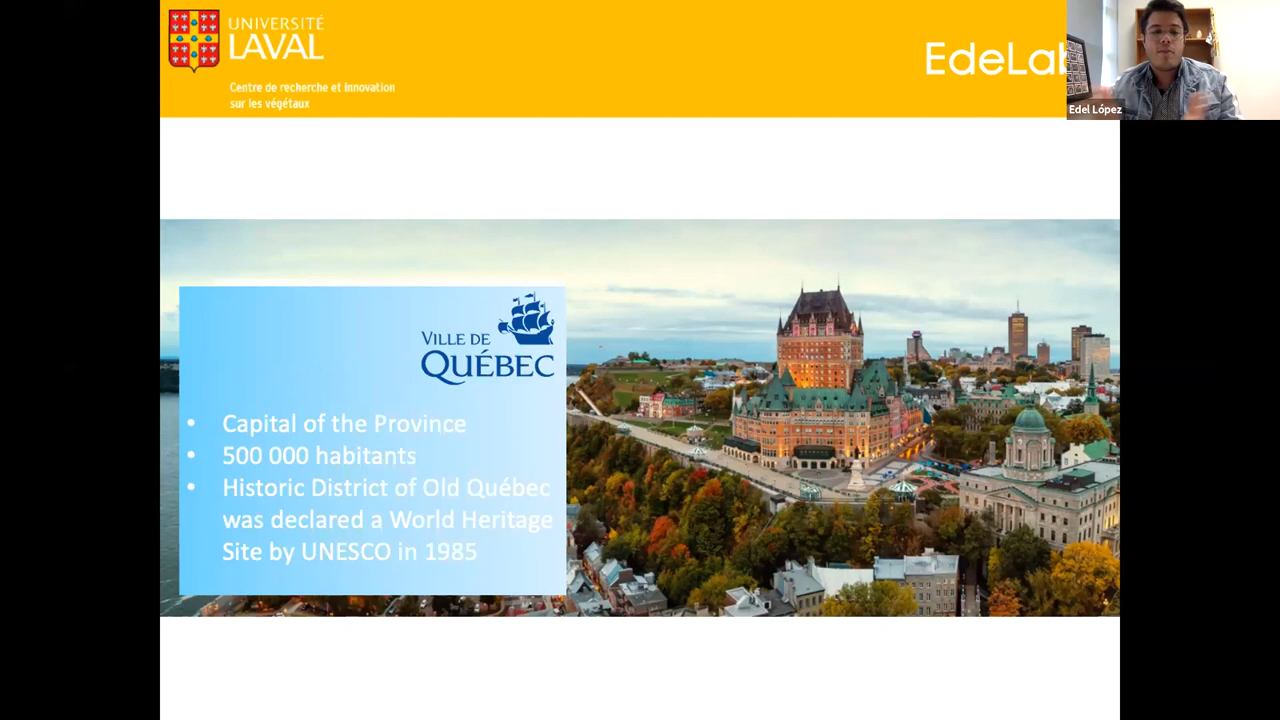 UNIVERSITÉ
LAVAL
Centre de recherche et innovation
sur les végétaux
EdeLab
Edel López
VILLE DE
QUÉBEC
• Capital of the Province
• 500 000 habitants
• Historic District of Old Québec
was declared a World Heritage
Site by UNESCO in 1985